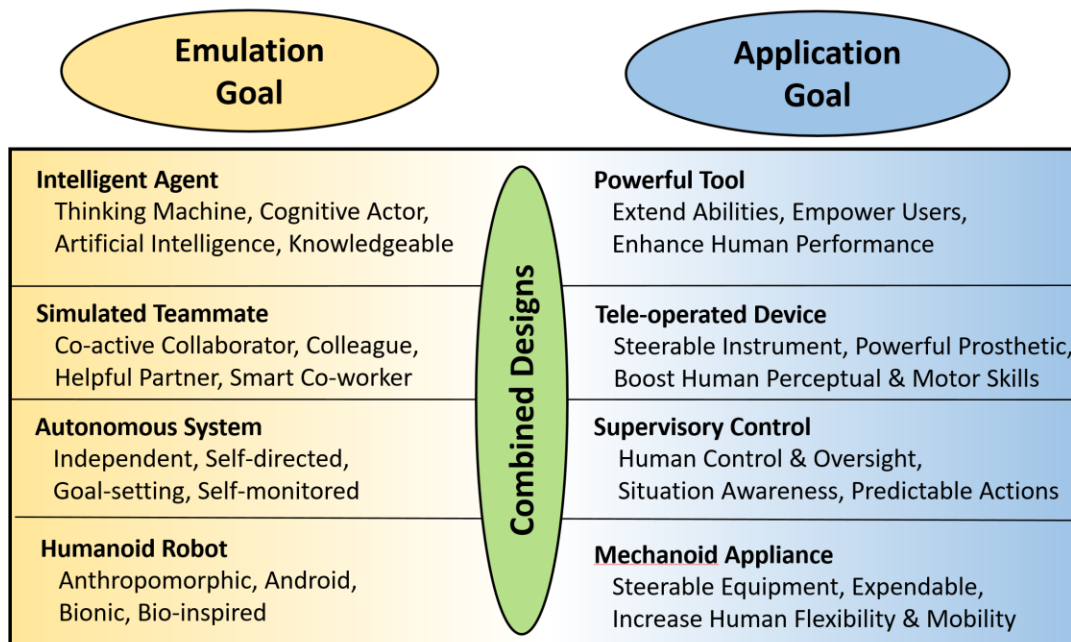 Emulation
Goal
Application
Goal
Intelligent Agent
Thinking Machine, Cognitive Actor,
Artificial Intelligence, Knowledgeable
Powerful Tool
Extend Abilities, Empower Users,
Enhance Human Performance
Simulated Teammate
Co-active Collaborator, Colleague,
Helpful Partner, Smart Co-worker
Tele-operated Device
Steerable Instrument, Powerful Prosthetic,
Boost Human Perceptual & Motor Skills
Autonomous System
Independent, Self-directed,
Goal-setting, Self-monitored
Supervisory Control
Human Control & Oversight,
Situation Awareness, Predictable Actions
Humanoid Robot
Anthropomorphic, Android,
Bionic, Bio-inspired
Mechanoid Appliance
Steerable Equipment, Expendable,
Increase Human Flexibility & Mobility
Combined Designs